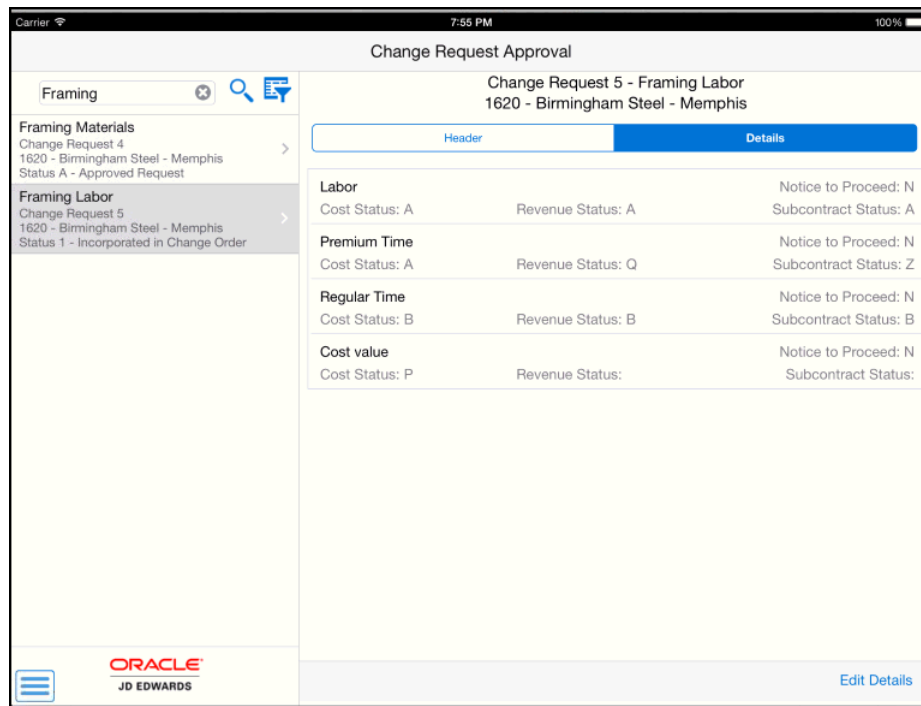 Carrier 7:55 PM 100%
Change Request Approval
Framing
Framing Materials
Change Request 4
1620 - Birmingham Steel - Memphis
Status A - Approved Request
Framing Labor
Change Request 5
1620 - Birmingham Steel - Memphis
Status 1 - Incorporated in Change Order
ORACLE
JD EDWARDS
Change Request 5 - Framing Labor
1620 - Birmingham Steel - Memphis
Header Details
Labor Notice to Proceed: N
Cost Status: A Revenue Status: A Subcontract Status: A
Premium Time Notice to Proceed: N
Cost Status: A Revenue Status: Q Subcontract Status: Z
Regular Time Notice to Proceed: N
Cost Status: B Revenue Status: B Subcontract Status: B
Cost value Notice to Proceed: N
Cost Status: P Revenue Status: Subcontract Status:
Edit Details